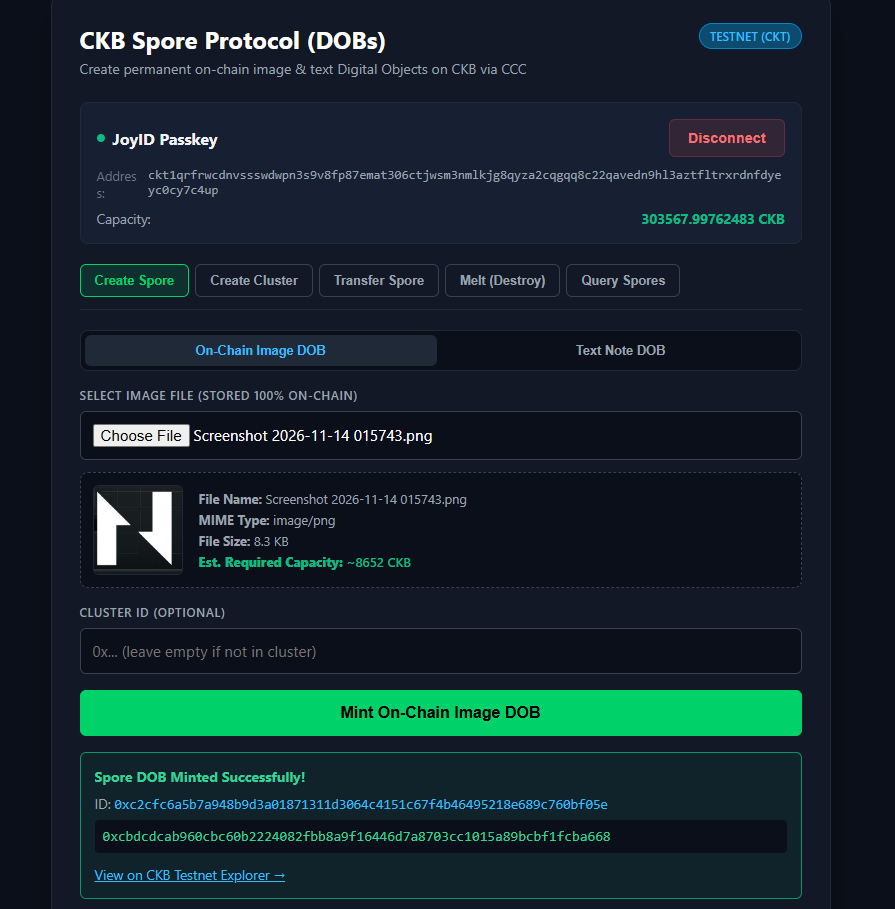 CKB Spore Protocol (DOBs)
TESTNET (CKT)
Create permanent on-chain image & text Digital Objects on CKB via CCC
JoyID Passkey
Disconnect
Addres
s:
ckt1qrfrwcdnvssswdwpn3s9v8fp87emat306ctjwsm3nmlkjg8qyza2cqgqq8c22qavedn9hl3aztfltrxrdnfdye
yc0cy7c4up
Capacity:
303567.99762483 CKB
Create Spore
Create Cluster
Transfer Spore
Melt (Destroy)
Query Spores
On-Chain Image DOB
Text Note DOB
SELECT IMAGE FILE (STORED 100% ON-CHAIN)
Choose File Screenshot 2026-11-14 015743.png
File Name: Screenshot 2026-11-14 015743.png
MIME Type: image/png
File Size: 8.3 KB
Est. Required Capacity: ~8652 CKB
CLUSTER ID (OPTIONAL)
0x... (leave empty if not in cluster)
Mint On-Chain Image DOB
Spore DOB Minted Successfully!
ID: 0xc2cfc6a5b7a948b9d3a01871311d3064c4151c67f4b46495218e689c760bf05e
0xcbdcdcab960cbc60b2224082fbb8a9f16446d7a8703cc1015a89bcbf1fcba668
View on CKB Testnet Explorer →